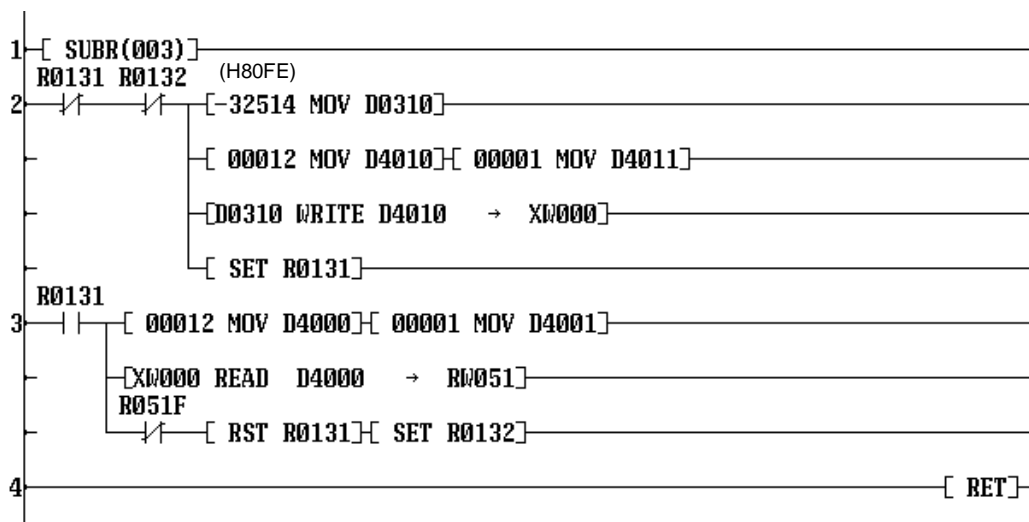 1 [ SUBR(003)]
R0131 R0132 (H80FE)
2 [-32514 MOV D0310]
[ 00012 MOV D4010] [ 00001 MOV D4011]
[D0310 WRITE D4010 → XW000]
[ SET R0131]
R0131
3 [ 00012 MOV D4000] [ 00001 MOV D4001]
[XW000 READ D4000 → RW051]
R051F
[ RST R0131] [ SET R0132]
4 [ RET]